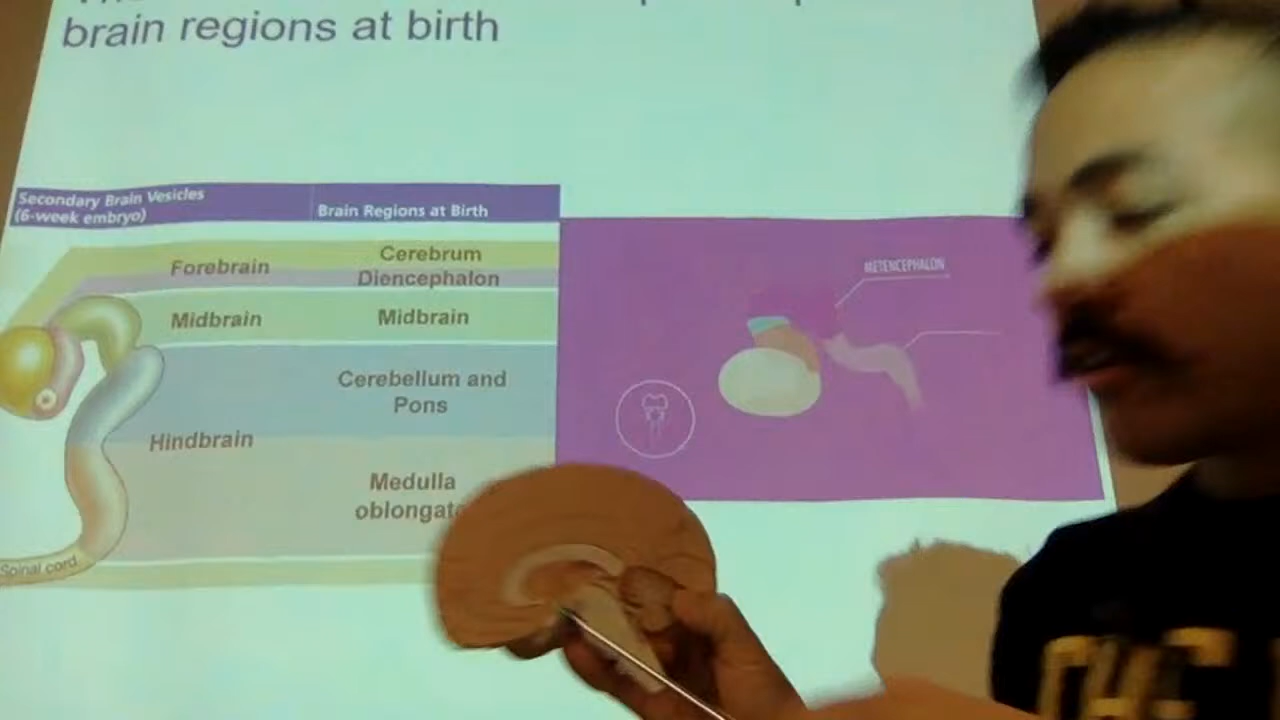 brain regions at birth
Secondary Brain Vesicles
(6-week embryo)
Brain Regions at Birth
Forebrain
Cerebrum
Diencephalon
Midbrain
Midbrain
Cerebellum and
Pons
Hindbrain
Medulla
Spinal cord
METENCEPHALON